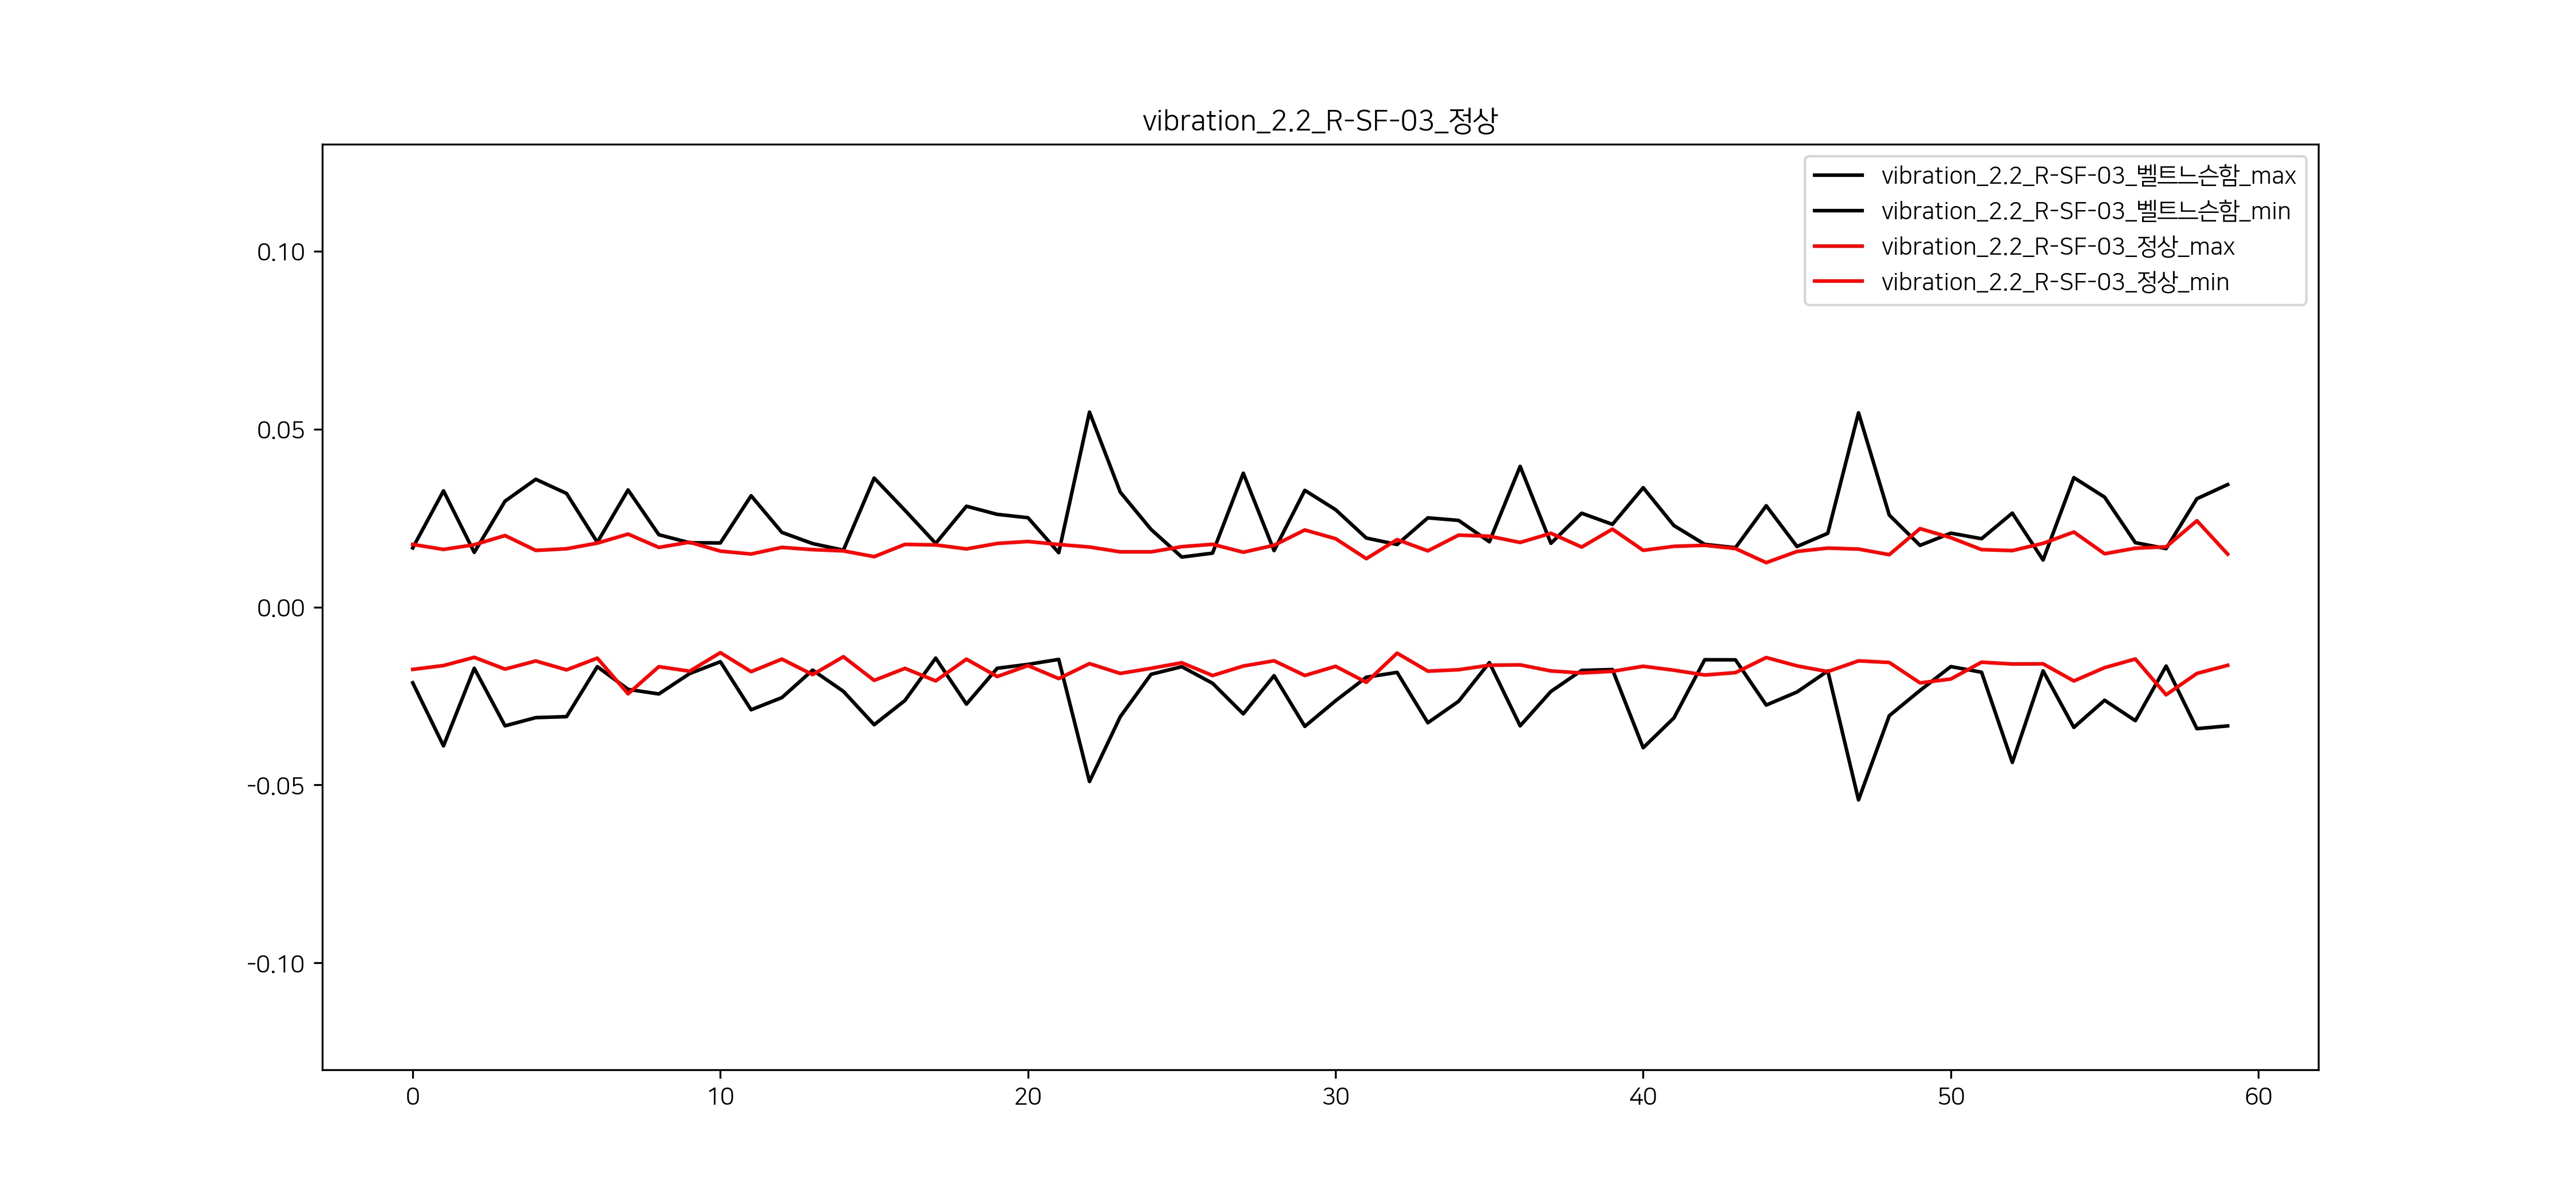 vibration_2.2_R-SF-03_정상
vibration_2.2_R-SF-03_벨트느슨함_max
vibration_2.2_R-SF-03_벨트느슨함_min
vibration_2.2_R-SF-03_정상_max
vibration_2.2_R-SF-03_정상_min
0.10
0.05
0.00
-0.05
-0.10
0 10 20 30 40 50 60